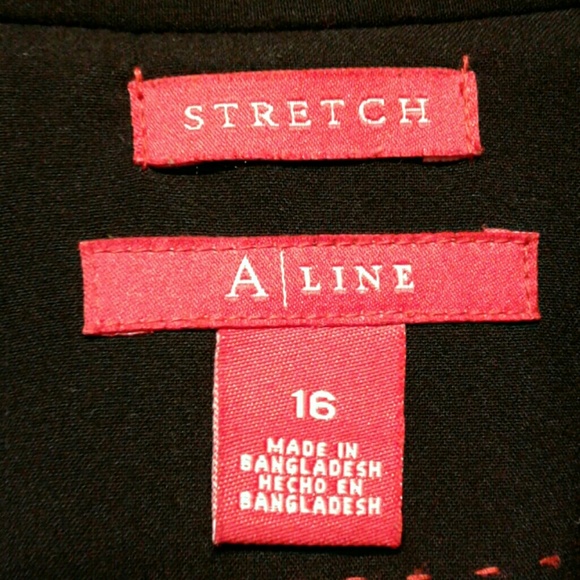 STRETCH
A|LINE
16
MADE IN
BANGLADESH
HECHO EN
BANGLADESH